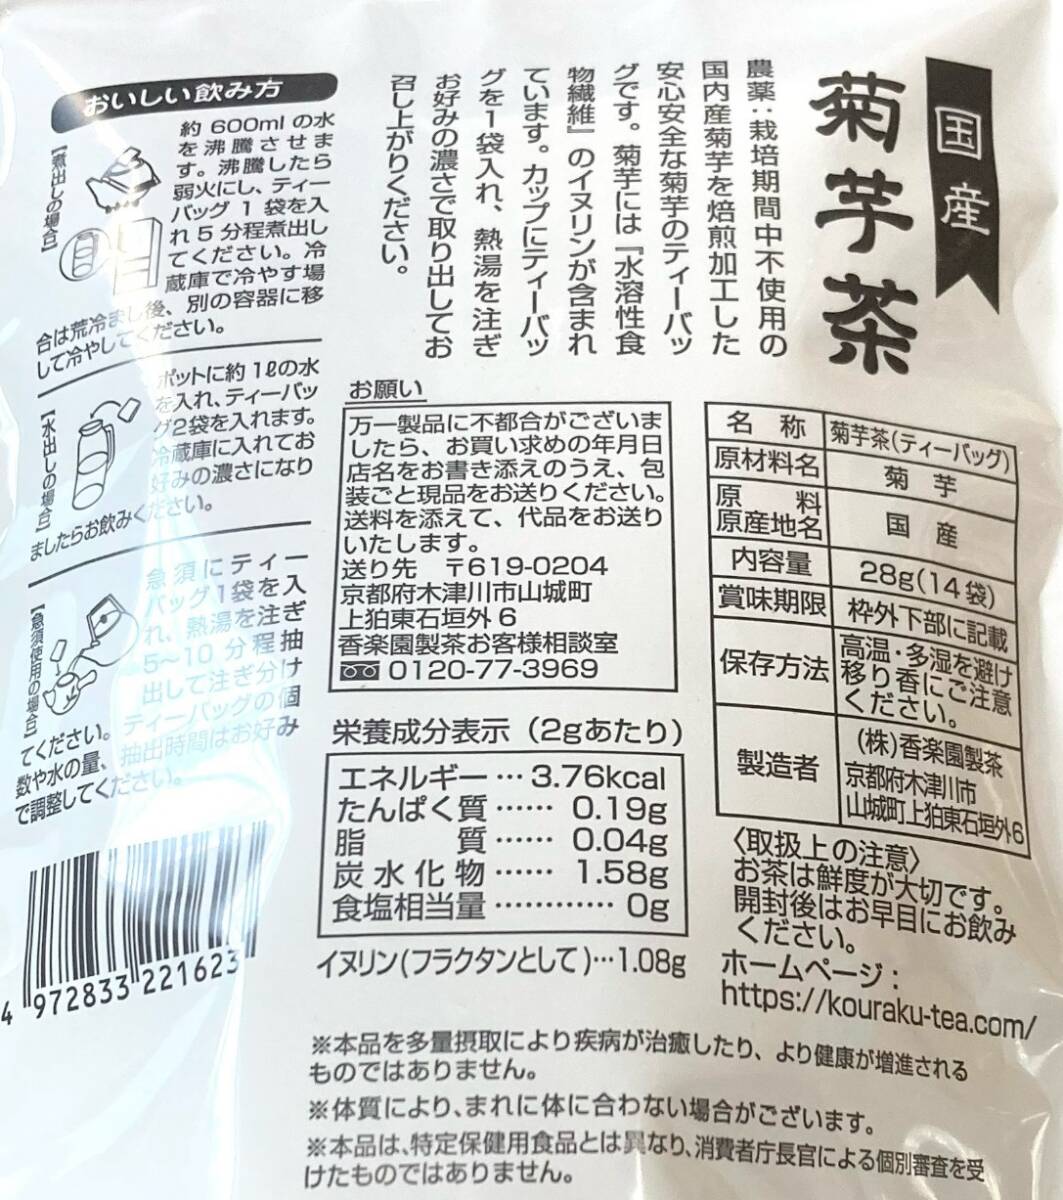 国産
菊芋茶
農薬：栽培期間中不使用の
国内産菊芋を焙煎加工した
安心安全な菊芋のティーバッ
グです。菊芋には『水溶性食
物繊維』のイヌリンが含まれ
ています。カップにティーバッ
グを1袋入れ、熱湯を注ぎ
お好みの濃さで取り出してお
召し上がりください。
おいしい飲み方
【煮出しの場合】
約600mlの水
を沸騰させま
す。沸騰したら
弱火にし、ティー
バッグ1袋を入
れ5分程煮出し
てください。冷
蔵庫で冷やす場
合は荒冷まし後、別の容器に移
して冷やしてください。
【水出しの場合】
ポットに約1ℓの水
を入れ、ティーバッ
グ2袋を入れます。
冷蔵庫に入れてお
好みの濃さになり
ましたらお飲みください。
【急須使用の場合】
急須にティー
バッグ1袋を入
れ、熱湯を注ぎ
5〜10分程抽
出して注ぎ分け
てください。ティーバッグの個
数や水の量、抽出時間はお好み
で調整してください。
お願い
万一製品に不都合がございま
したら、お買い求めの年月日
店名をお書き添えのうえ、包
装ごと現品をお送りください。
送料を添えて、代品をお送り
いたします。
送り先 〒619-0204
京都府木津川市山城町
上狛東石垣外6
香楽園製茶お客様相談室
0120-77-3969
名称 菊芋茶(ティーバッグ)
原材料名 菊芋
原料原産地名 国産
内容量 28g(14袋)
賞味期限 枠外下部に記載
保存方法 高温・多湿を避け
移り香にご注意
ください。
製造者 (株)香楽園製茶
京都府木津川市
山城町上狛東石垣外6
栄養成分表示（2gあたり）
エネルギー…3.76kcal
たんぱく質……0.19g
脂質……0.04g
炭水化物……1.58g
食塩相当量…………0g
イヌリン(フラクタンとして)…1.08g
〈取扱上の注意〉
お茶は鮮度が大切です。
開封後はお早目にお飲み
ください。
ホームページ：
https://kouraku-tea.com/
4 972833 221623
※本品を多量摂取により疾病が治癒したり、より健康が増進される
ものではありません。
※体質により、まれに体に合わない場合がございます。
※本品は、特定保健用食品とは異なり、消費者庁長官による個別審査を受
けたものではありません。